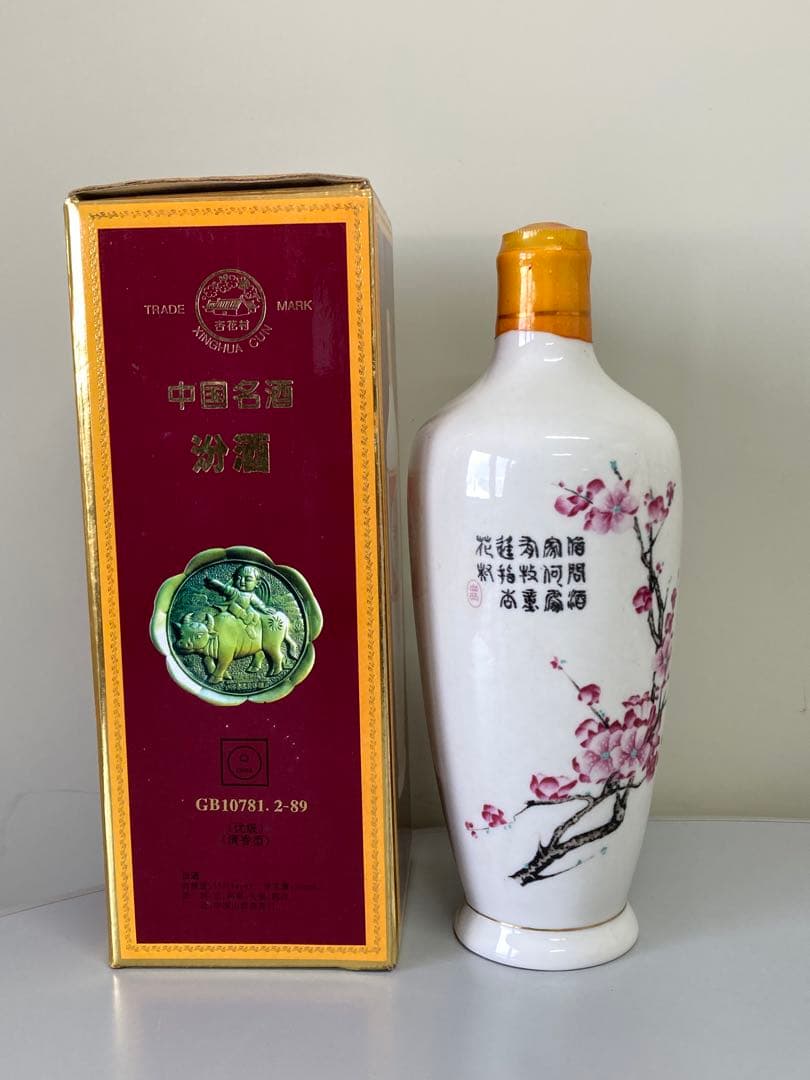 TRADE MARK
杏花村
XINGHUA CUN
中国名酒
汾酒
GB10781.2-89
(优级)
(清香型)
借问酒
家何處
有牧童
遥指杏
花村